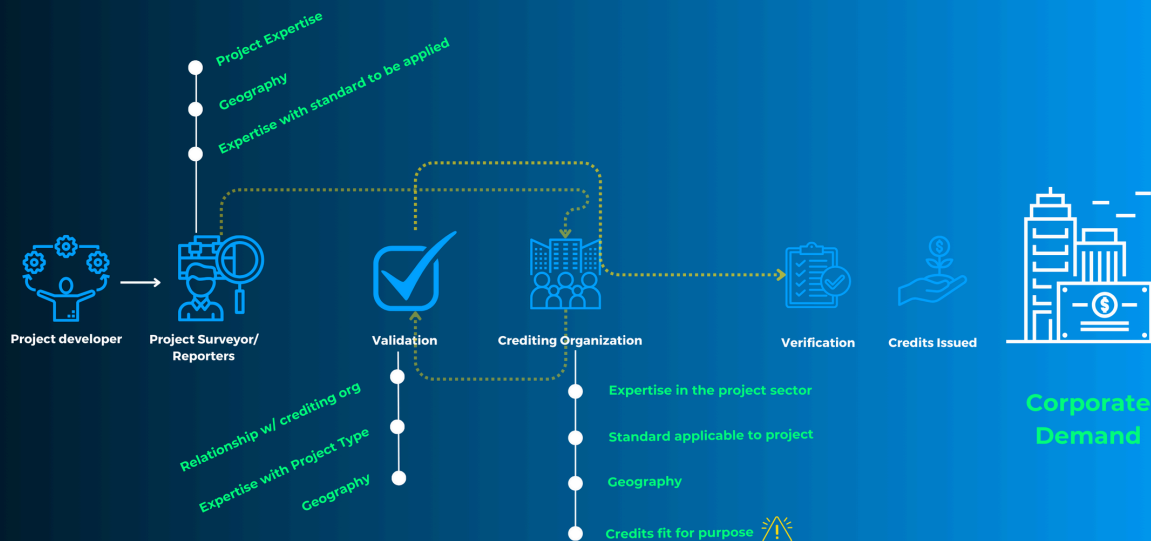 Project Expertise
Geography
Expertise with standard to be applied
Project developer
Project Surveyor/
Reporters
Validation
Crediting Organization
Verification
Credits Issued
Relationship w/ crediting org
Expertise with Project Type
Geography
Expertise in the project sector
Standard applicable to project
Geography
Credits fit for purpose
Corporate
Demand